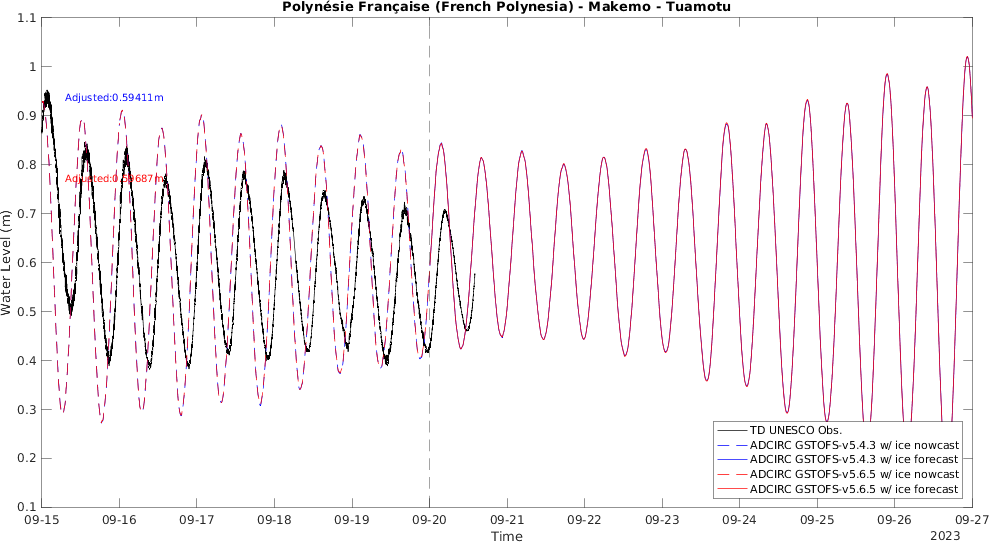 Polynésie Française (French Polynesia) - Makemo - Tuamotu
Water Level (m)
1.1
1
0.9
0.8
0.7
0.6
0.5
0.4
0.3
0.2
0.1
Adjusted:0.59411m
Adjusted:0.59687m
TD UNESCO Obs.
ADCIRC GSTOFS-v5.4.3 w/ ice nowcast
ADCIRC GSTOFS-v5.4.3 w/ ice forecast
ADCIRC GSTOFS-v5.6.5 w/ ice nowcast
ADCIRC GSTOFS-v5.6.5 w/ ice forecast
09-15 09-16 09-17 09-18 09-19 09-20 09-21 09-22 09-23 09-24 09-25 09-26 09-27
Time
2023